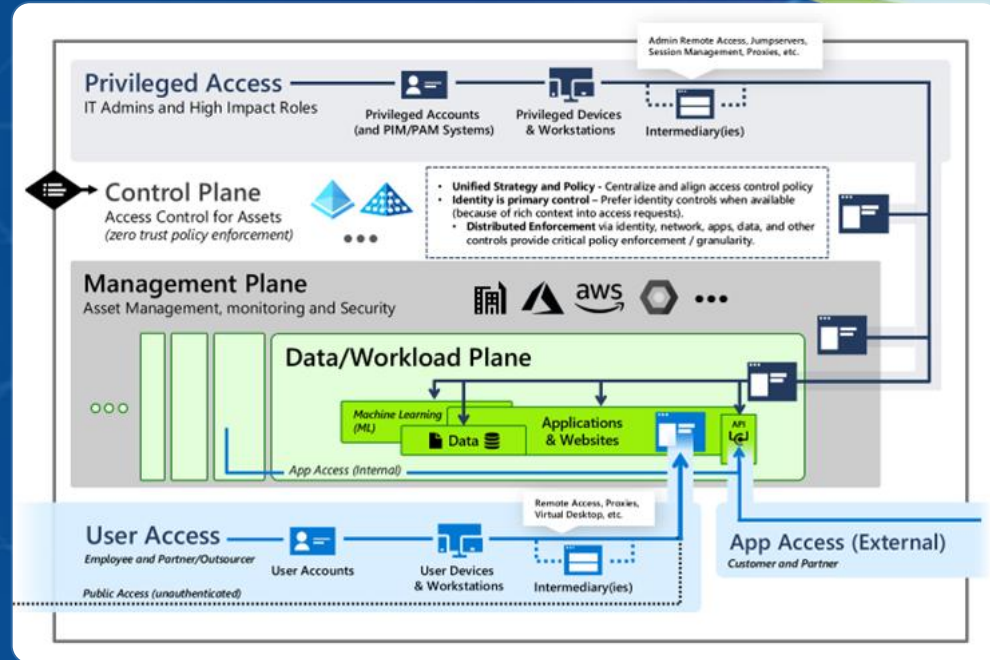 Admin Remote Access, Jumpservers,
Session Management, Proxies, etc.
Privileged Access
IT Admins and High Impact Roles
Privileged Accounts
(and PIM/PAM Systems)
Privileged Devices
& Workstations
Intermediary(ies)
Control Plane
Access Control for Assets
(zero trust policy enforcement)
• Unified Strategy and Policy - Centralize and align access control policy
• Identity is primary control – Prefer identity controls when available
(because of rich context into access requests).
• Distributed Enforcement via identity, network, apps, data, and other
controls provide critical policy enforcement / granularity.
Management Plane
Asset Management, monitoring and Security
aws
Data/Workload Plane
Machine Learning
(ML)
Data
Applications
& Websites
API
App Access (Internal)
Remote Access, Proxies,
Virtual Desktop, etc.
User Access
Employee and Partner/Outsourcer
User Accounts
User Devices
& Workstations
Intermediary(ies)
Public Access (unauthenticated)
App Access (External)
Customer and Partner